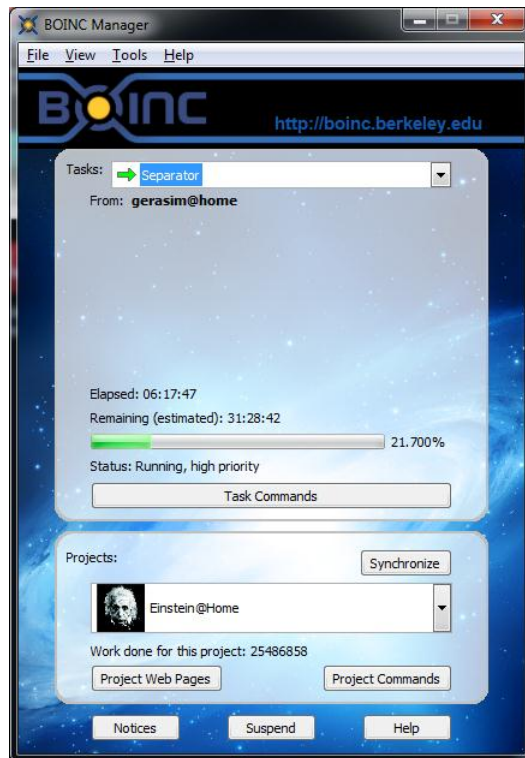 BOINC Manager
File View Tools Help
BOINC
http://boinc.berkeley.edu
Tasks: Separator
From: gerasim@home
Elapsed: 06:17:47
Remaining (estimated): 31:28:42
21.700%
Status: Running, high priority
Task Commands
Projects: Synchronize
Einstein@Home
Work done for this project: 25486858
Project Web Pages Project Commands
Notices Suspend Help